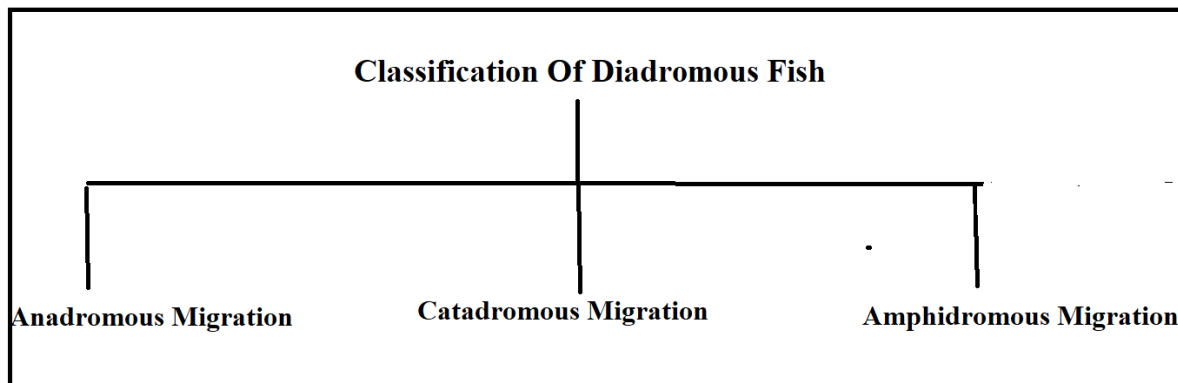 Classification Of Diadromous Fish
Anadromous Migration
Catadromous Migration
Amphidromous Migration